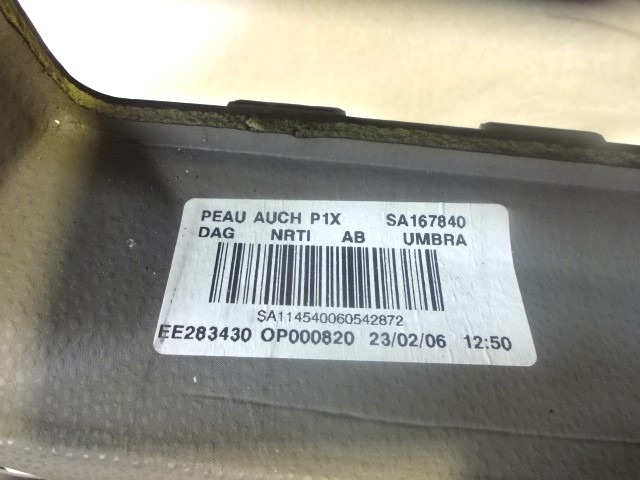 PEAU AUCH P1X SA167840
DAG NRTI AB UMBRA
SA114540060542872
EE283430 OP000820 23/02/06 12:50